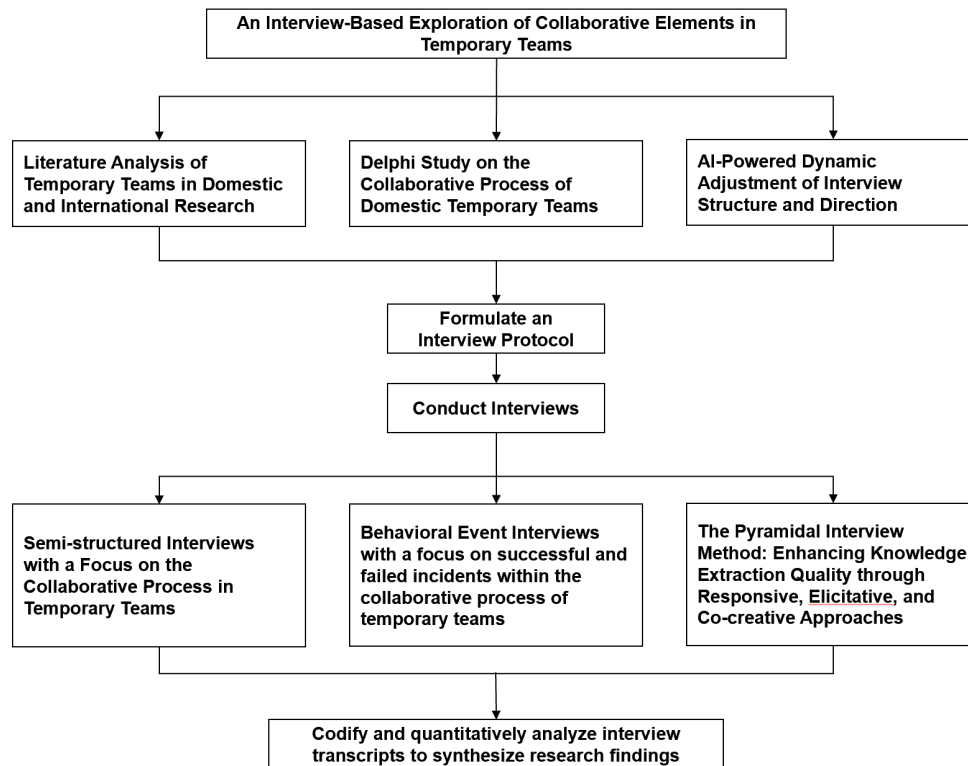 An Interview-Based Exploration of Collaborative Elements in
Temporary Teams
Literature Analysis of
Temporary Teams in Domestic
and International Research
Delphi Study on the
Collaborative Process of
Domestic Temporary Teams
AI-Powered Dynamic
Adjustment of Interview
Structure and Direction
Formulate an
Interview Protocol
Conduct Interviews
Semi-structured Interviews
with a Focus on the
Collaborative Process in
Temporary Teams
Behavioral Event Interviews
with a focus on successful and
failed incidents within the
collaborative process of
temporary teams
The Pyramidal Interview
Method: Enhancing Knowledge
Extraction Quality through
Responsive, Elicitative, and
Co-creative Approaches
Codify and quantitatively analyze interview
transcripts to synthesize research findings